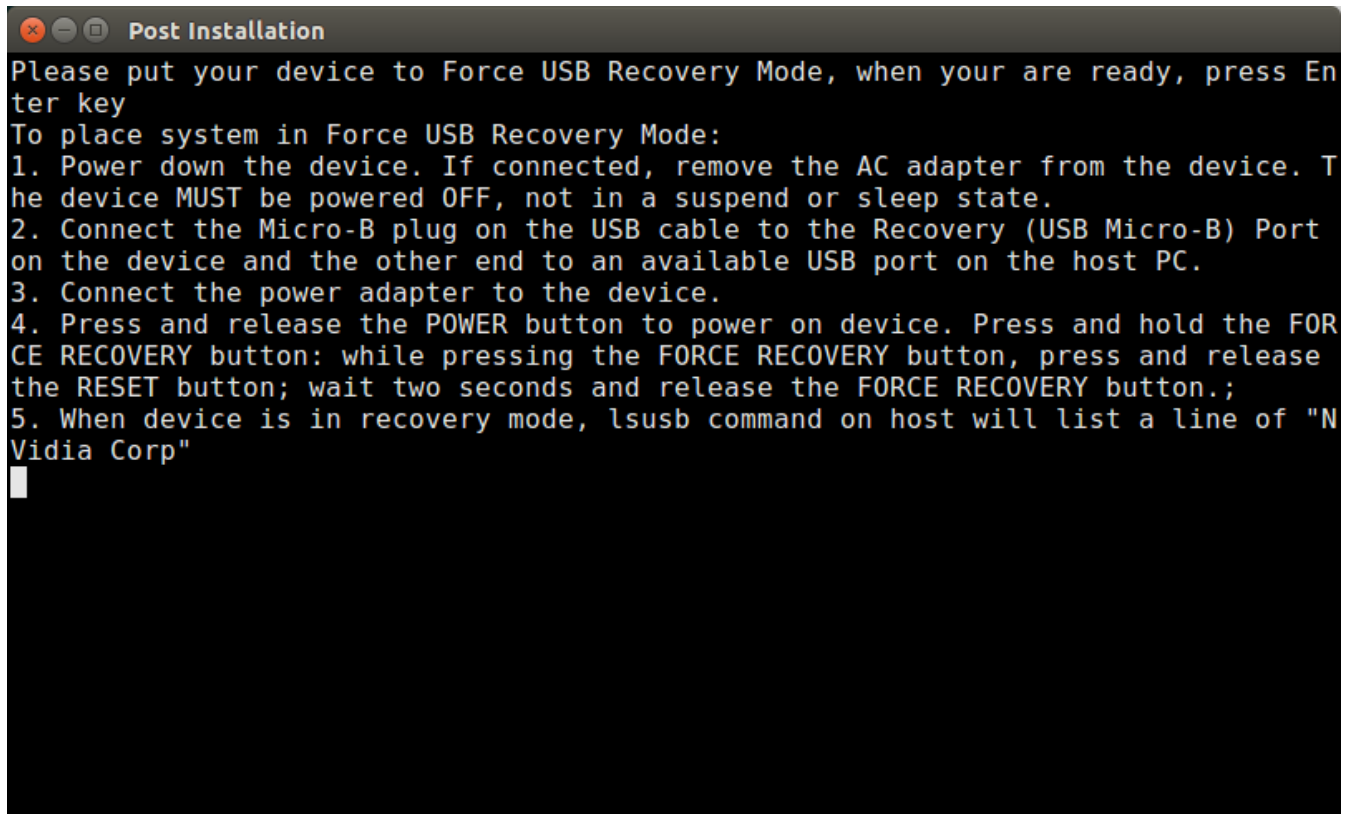 Post Installation
Please put your device to Force USB Recovery Mode, when your are ready, press En
ter key
To place system in Force USB Recovery Mode:
1. Power down the device. If connected, remove the AC adapter from the device. T
he device MUST be powered OFF, not in a suspend or sleep state.
2. Connect the Micro-B plug on the USB cable to the Recovery (USB Micro-B) Port
on the device and the other end to an available USB port on the host PC.
3. Connect the power adapter to the device.
4. Press and release the POWER button to power on device. Press and hold the FOR
CE RECOVERY button: while pressing the FORCE RECOVERY button, press and release
the RESET button; wait two seconds and release the FORCE RECOVERY button.;
5. When device is in recovery mode, lsusb command on host will list a line of "N
Vidia Corp"